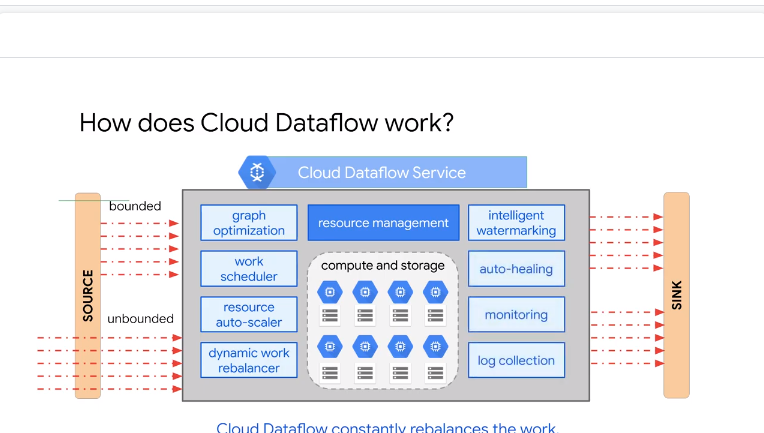 How does Cloud Dataflow work?
Cloud Dataflow Service
bounded
unbounded
SOURCE
graph
optimization
work
scheduler
resource
auto-scaler
dynamic work
rebalancer
resource management
compute and storage
intelligent
watermarking
auto-healing
monitoring
log collection
SINK
Cloud Dataflow constantly rebalances the work.